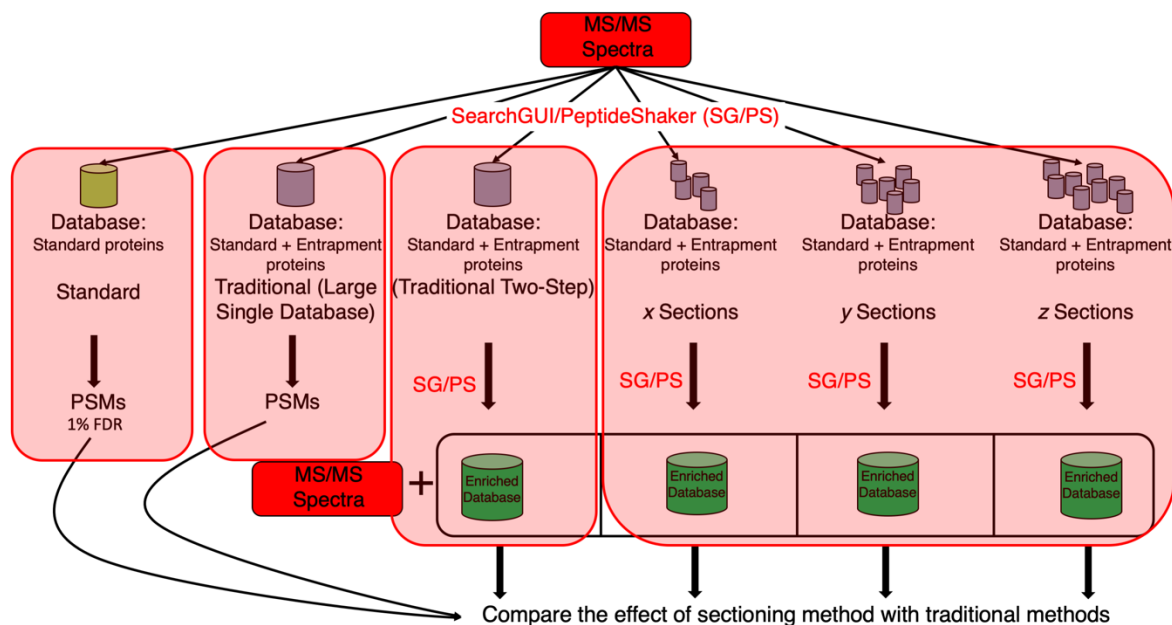 MS/MS
Spectra
SearchGUI/PeptideShaker (SG/PS)
Database:
Standard proteins
Standard
PSMs
1% FDR
Database:
Standard + Entrapment
proteins
Traditional (Large
Single Database)
PSMs
Database:
Standard + Entrapment
proteins
(Traditional Two-Step)
SG/PS
Database:
Standard + Entrapment
proteins
x Sections
SG/PS
Database:
Standard + Entrapment
proteins
y Sections
SG/PS
Database:
Standard + Entrapment
proteins
z Sections
SG/PS
MS/MS
Spectra
+
Enriched
Database
Enriched
Database
Enriched
Database
Enriched
Database
Compare the effect of sectioning method with traditional methods